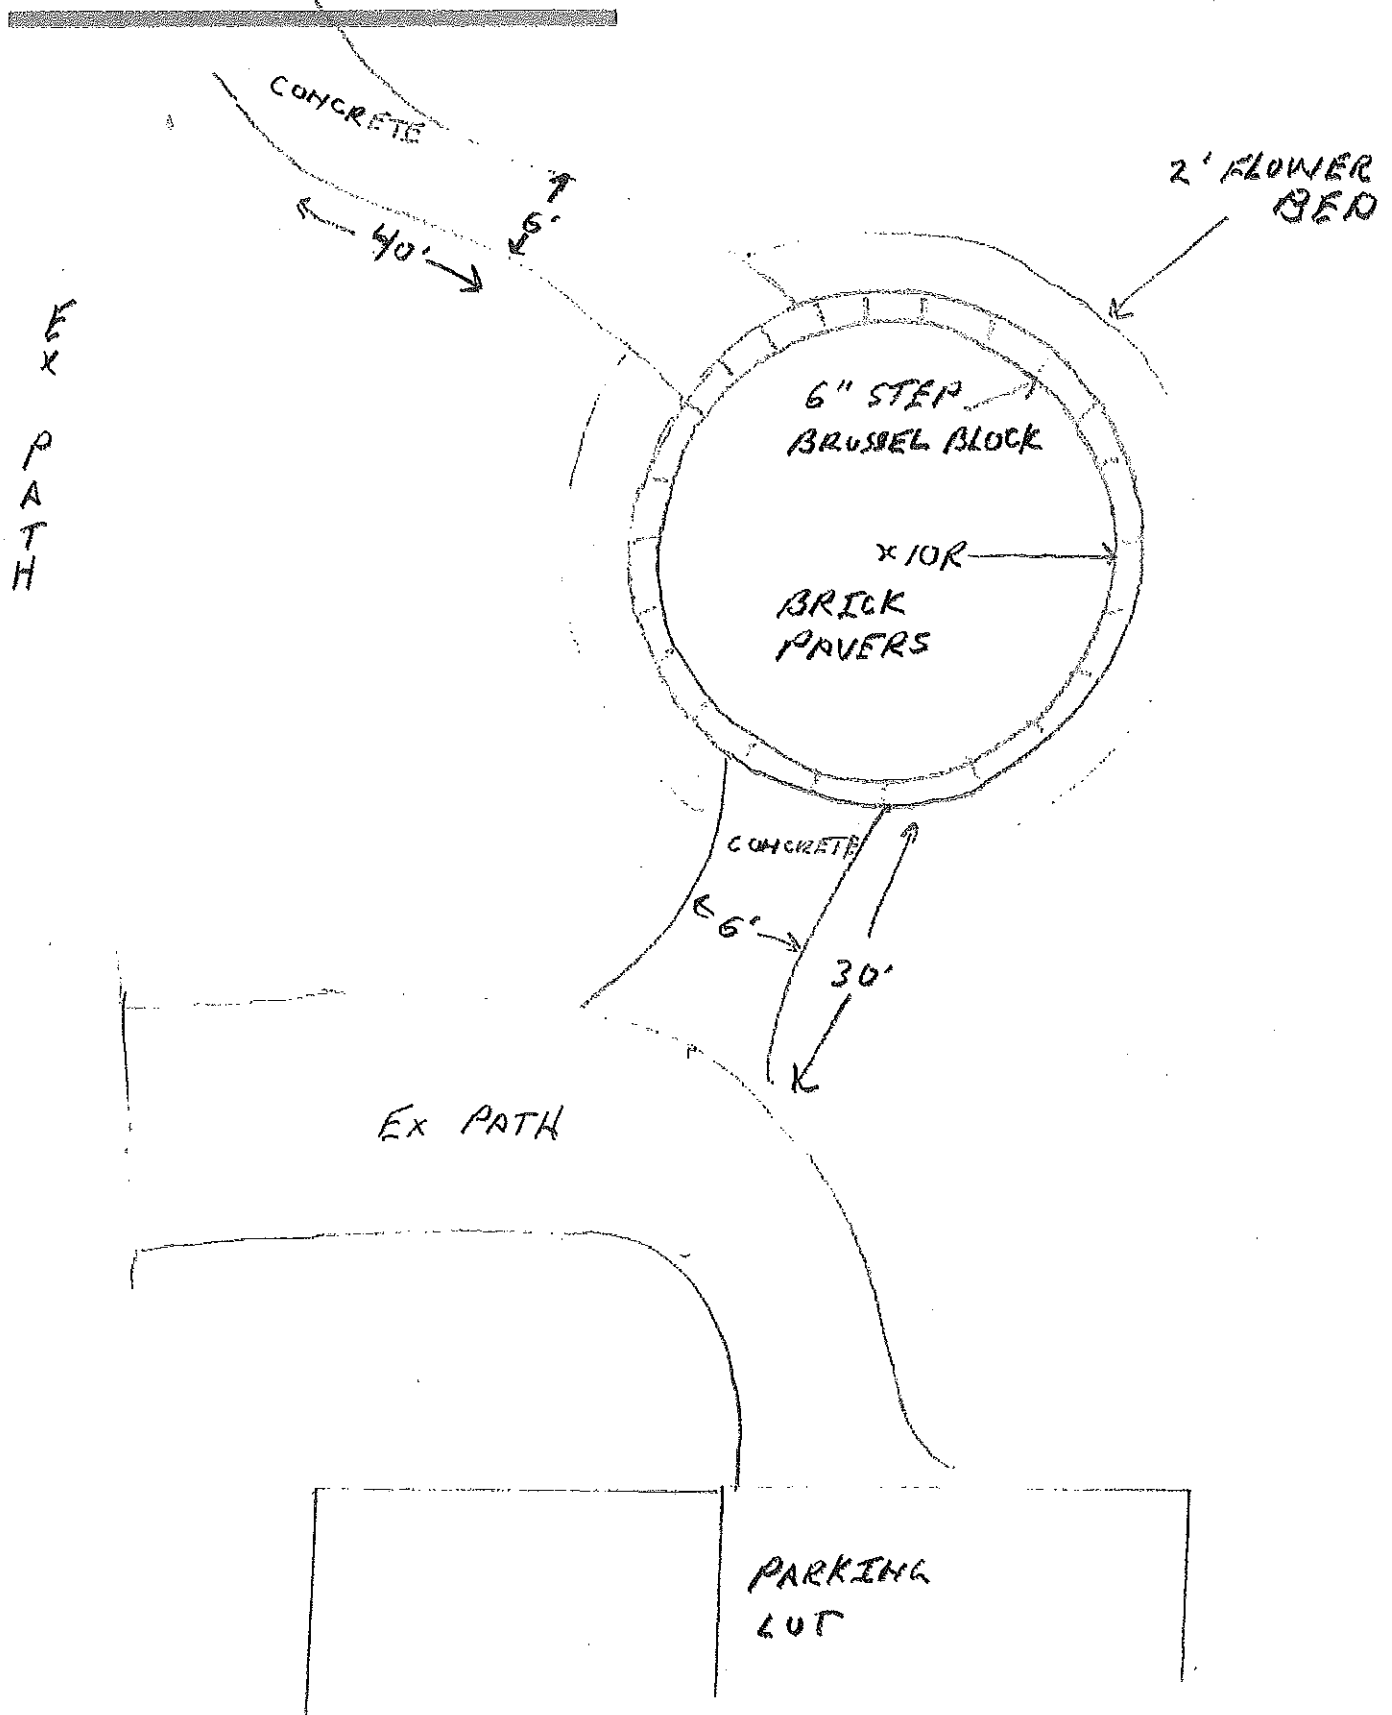 CONCRETE
6'
40'
2' FLOWER
BED
EX PATH
6" STEP
BRUSSEL BLOCK
x 10R
BRICK
PAVERS
CONCRETE
6'
30'
EX PATH
PARKING
LOT